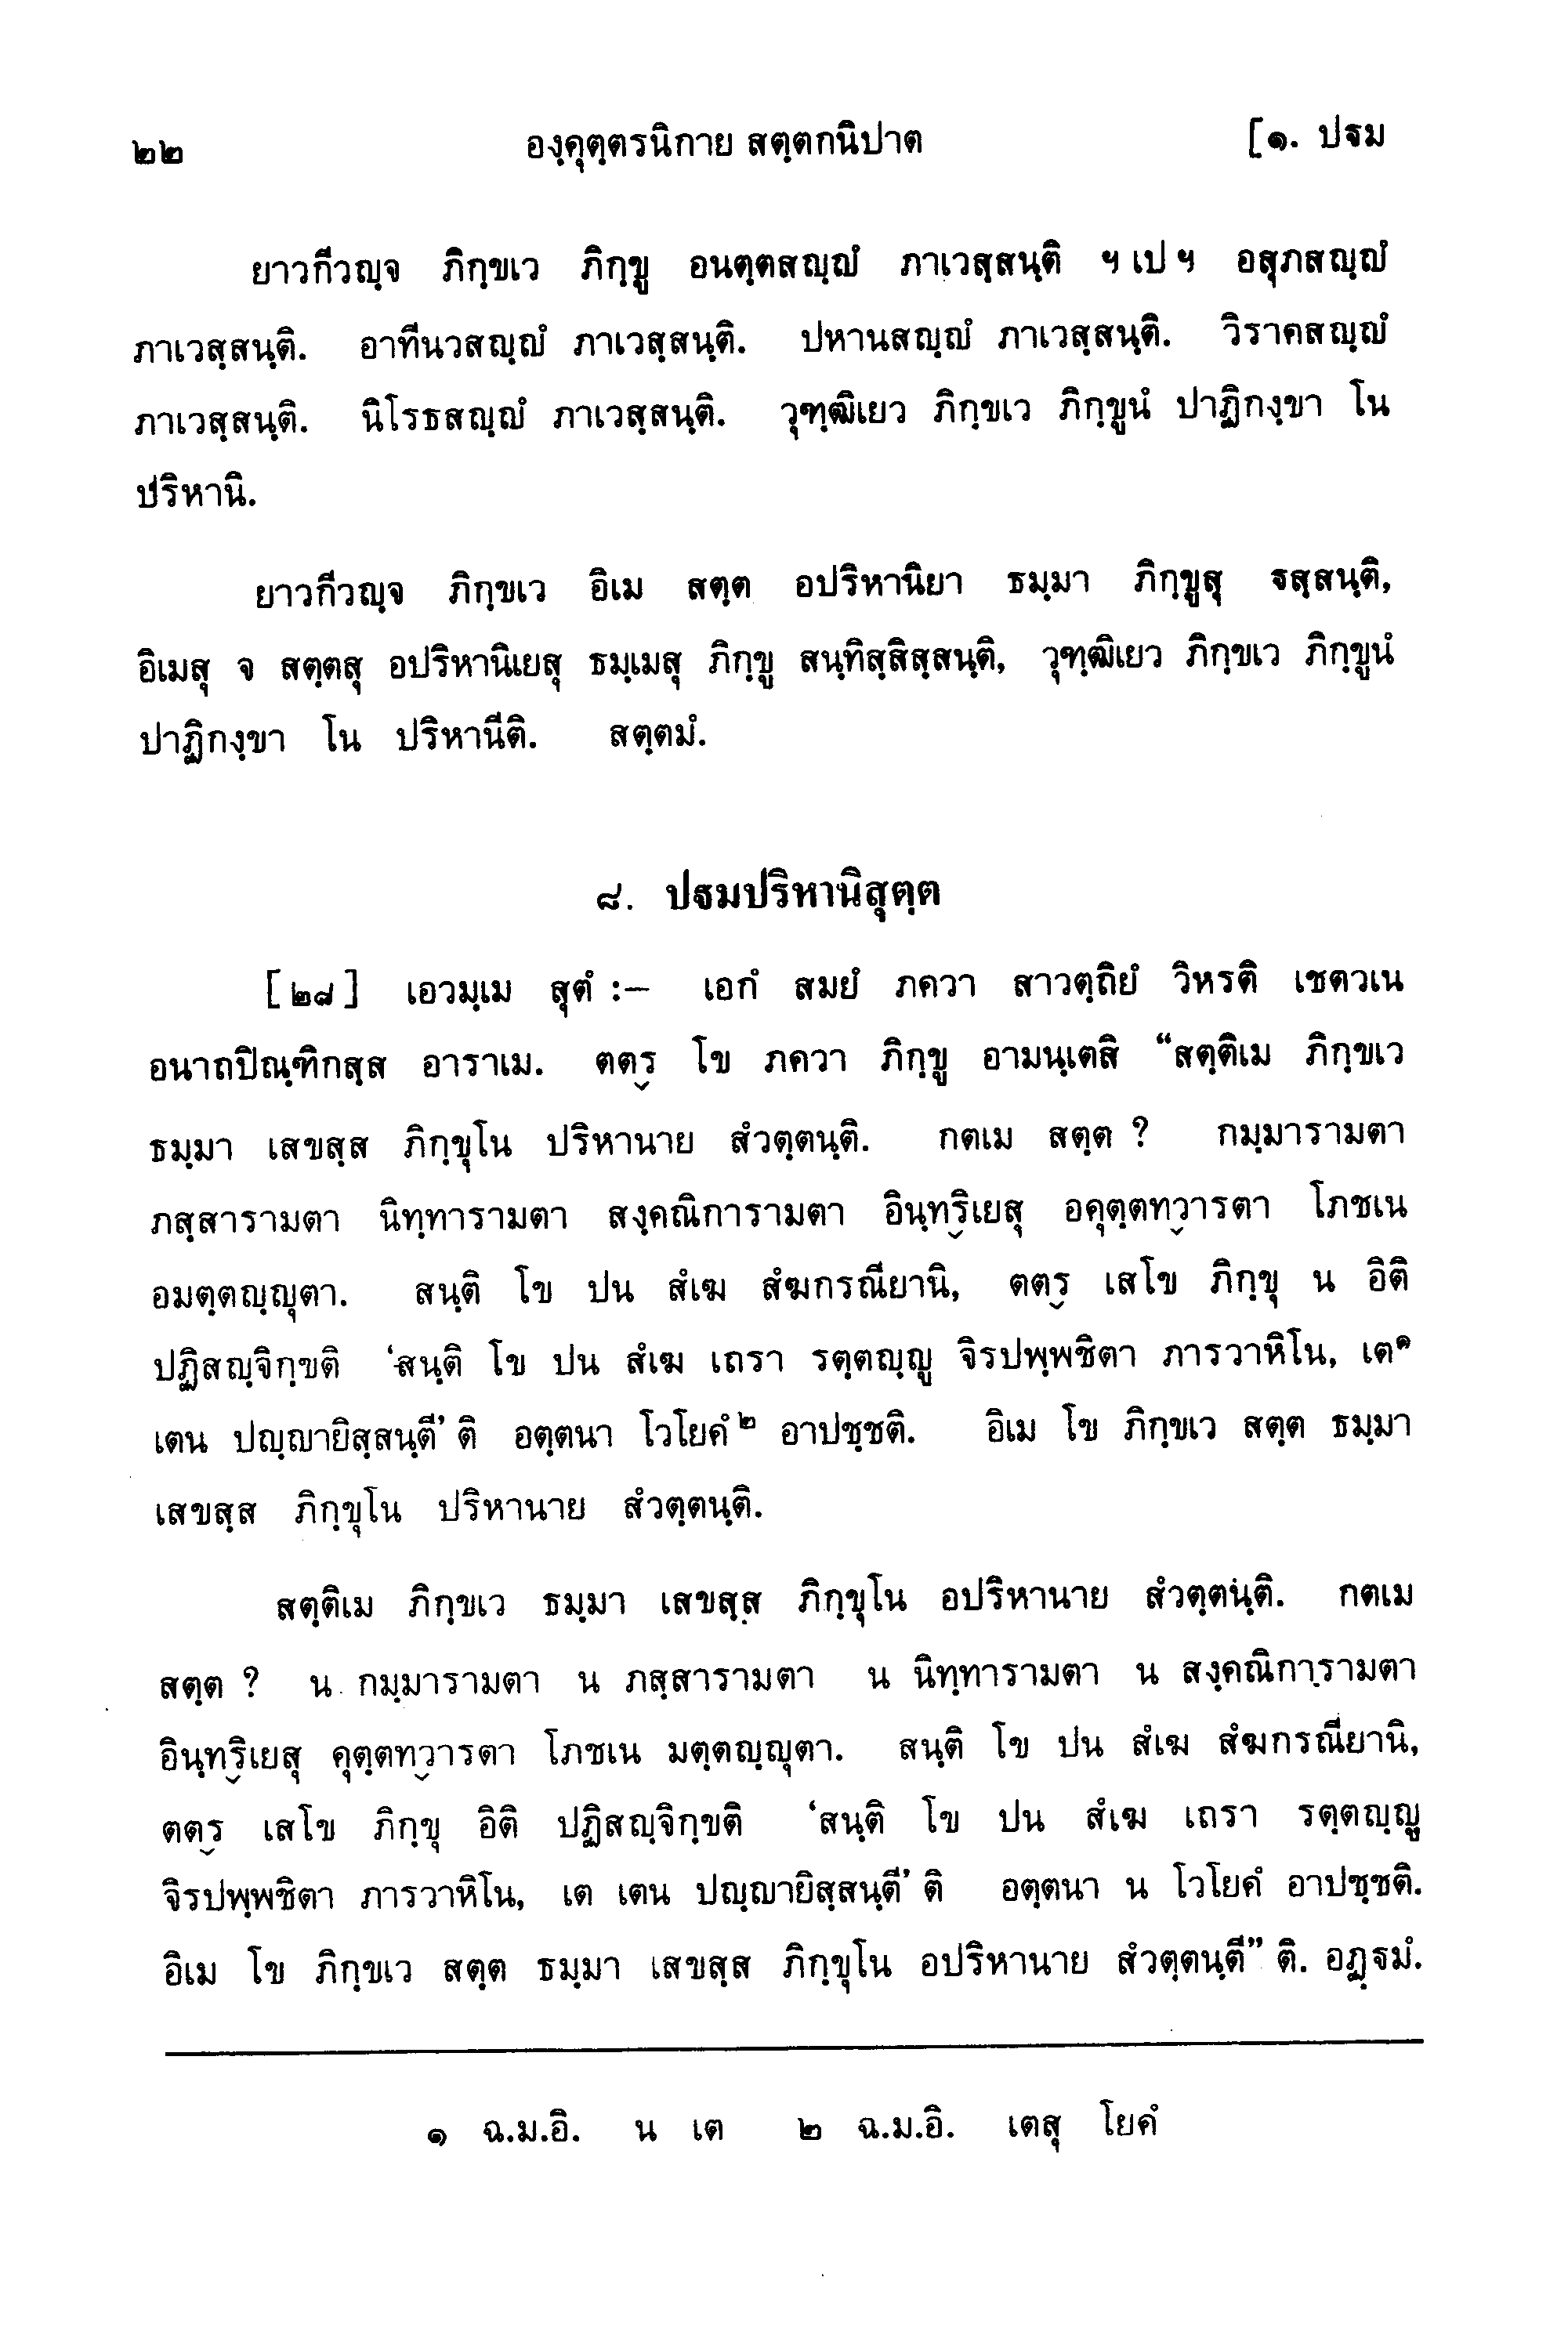 ๒๒ องฺคุตฺตรนิกาย สตฺตกนิปาต [๑. ปฐม
ยาวกีวญฺจ ภิกฺขเว ภิกฺขู อนตฺตสญฺญํ ภาเวสฺสนฺติ ฯ เป ฯ อสุภสญฺญํ
ภาเวสฺสนฺติ. อาทีนวสญฺญํ ภาเวสฺสนฺติ. ปหานสญฺญํ ภาเวสฺสนฺติ. วิราคสญฺญํ
ภาเวสฺสนฺติ. นิโรธสญฺญํ ภาเวสฺสนฺติ. วุฑฺฒิเยว ภิกฺขเว ภิกฺขูนํ ปาฏิกงฺขา โน
ปริหานิ.
ยาวกีวญฺจ ภิกฺขเว อิเม สตฺต อปริหานิยา ธมฺมา ภิกฺขูสุ ฐสฺสนฺติ,
อิเมสุ จ สตฺตสุ อปริหานิเยสุ ธมฺเมสุ ภิกฺขู สนฺทิสฺสิสฺสนฺติ, วุฑฺฒิเยว ภิกฺขเว ภิกฺขูนํ
ปาฏิกงฺขา โน ปริหานีติ. สตฺตมํ.
๘. ปฐมปริหานิสุตฺต
[๒๘] เอวมฺเม สุตํ :– เอกํ สมยํ ภควา สาวตฺถิยํ วิหรติ เชตวเน
อนาถปิณฺฑิกสฺส อาราเม. ตตฺร โข ภควา ภิกฺขู อามนฺเตสิ “สตฺติเม ภิกฺขเว
ธมฺมา เสขสฺส ภิกฺขุโน ปริหานาย สํวตฺตนฺติ. กตเม สตฺต ? กมฺมารามตา
ภสฺสารามตา นิทฺทารามตา สงฺคณิการามตา อินฺทฺริเยสุ อคุตฺตทฺวารตา โภชเน
อมตฺตญฺญุตา. สนฺติ โข ปน สํเฆ สํฆกรณียานิ, ตตฺร เสโข ภิกฺขุ น อิติ
ปฏิสญฺจิกฺขติ ‘สนฺติ โข ปน สํเฆ เถรา รตฺตญฺญู จิรปพฺพชิตา ภารวาหิโน, เต๑
เตน ปญฺญายิสฺสนฺตี’ ติ อตฺตนา โวโยคํ๒ อาปชฺชติ. อิเม โข ภิกฺขเว สตฺต ธมฺมา
เสขสฺส ภิกฺขุโน ปริหานาย สํวตฺตนฺติ.
สตฺติเม ภิกฺขเว ธมฺมา เสขสฺส ภิกฺขุโน อปริหานาย สํวตฺตนฺติ. กตเม
สตฺต ? น กมฺมารามตา น ภสฺสารามตา น นิทฺทารามตา น สงฺคณิการามตา
อินฺทฺริเยสุ คุตฺตทฺวารตา โภชเน มตฺตญฺญุตา. สนฺติ โข ปน สํเฆ สํฆกรณียานิ,
ตตฺร เสโข ภิกฺขุ อิติ ปฏิสญฺจิกฺขติ ‘สนฺติ โข ปน สํเฆ เถรา รตฺตญฺญู
จิรปพฺพชิตา ภารวาหิโน, เต เตน ปญฺญายิสฺสนฺตี’ ติ อตฺตนา น โวโยคํ อาปชฺชติ.
อิเม โข ภิกฺขเว สตฺต ธมฺมา เสขสฺส ภิกฺขุโน อปริหานาย สํวตฺตนฺตี” ติ. อฏฺฐมํ.
๑ ฉ.ม.อิ. น เต ๒ ฉ.ม.อิ. เตสุ โยคํ